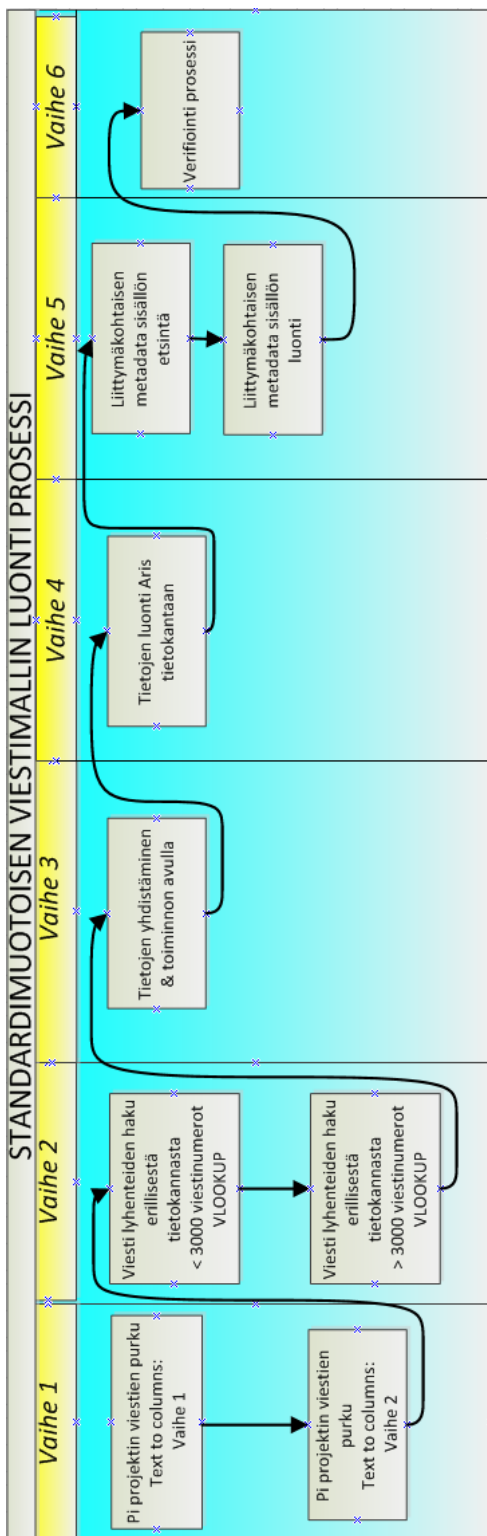 STANDARDIMUOTOISEN VIESTIMALLIN LUONTI PROSESSI
Vaihe 1
Pi projektin viestien purku
Text to columns:
Vaihe 1
Pi projektin viestien
purku
Text to columns:
Vaihe 2
Vaihe 2
Viesti lyhenteiden haku
erillisestä
tietokannasta
< 3000 viestinumerot
VLOOKUP
Viesti lyhenteiden haku
erillisestä
tietokannasta
> 3000 viestinumerot
VLOOKUP
Vaihe 3
Tietojen yhdistäminen
& toiminnon avulla
Vaihe 4
Tietojen luonti Aris
tietokantaan
Vaihe 5
Liittymäkohtaisen
metadata sisällön
etsintä
Liittymäkohtaisen
metadata sisällön
luonti
Vaihe 6
Verifiointi prosessi